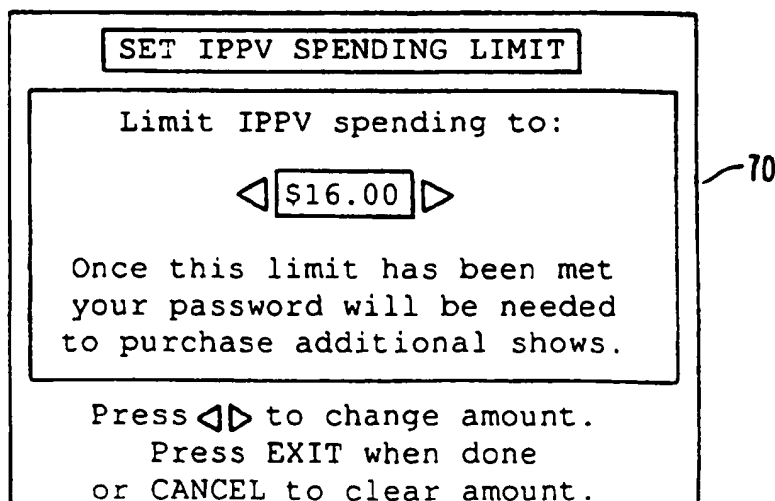 SET IPPV SPENDING LIMIT
Limit IPPV spending to:
$16.00
70
Once this limit has been met
your password will be needed
to purchase additional shows.
Press ◁▷ to change amount.
Press EXIT when done
or CANCEL to clear amount.